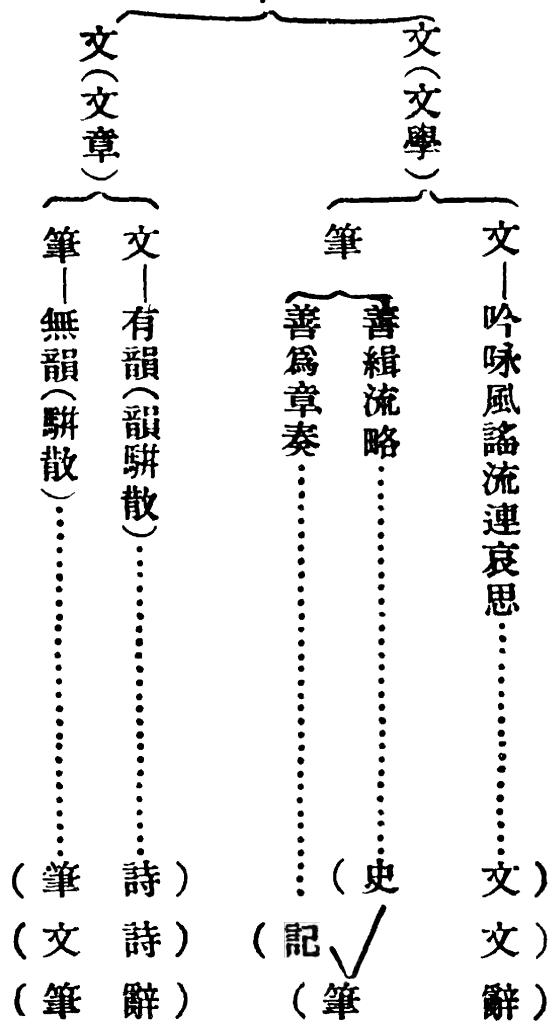 文（文學）
文（文章）
文—吟咏風謠流連哀思
筆
善緝流略
善爲章奏
文—有韻（韻駢散）
筆—無韻（駢散）
文）（史
詩）（筆
文）（記
詩）（文
辭）（筆
辭）（筆